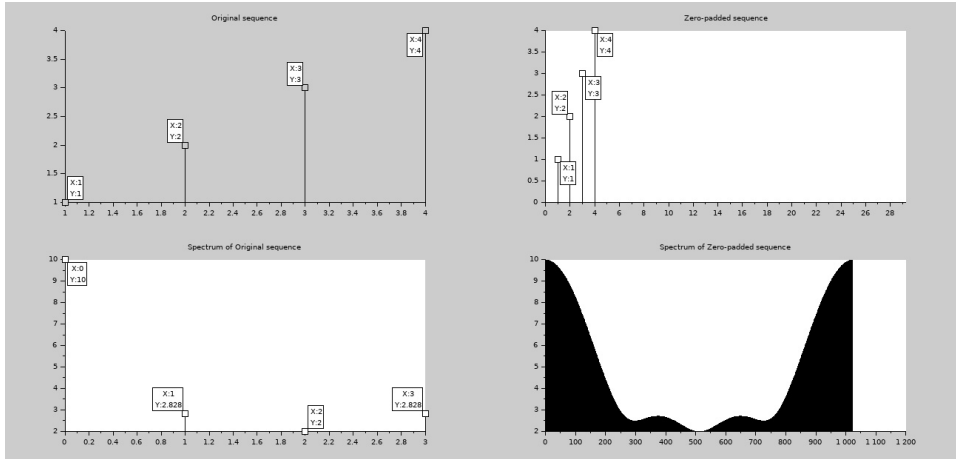 Original sequence
4
3.5
3
2.5
2
1.5
1
X:1
Y:1
X:2
Y:2
X:3
Y:3
X:4
Y:4
1 1.2 1.4 1.6 1.8 2 2.2 2.4 2.6 2.8 3 3.2 3.4 3.6 3.8 4
Zero-padded sequence
4
3.5
3
2.5
2
1.5
1
0.5
0
X:4
Y:4
X:3
Y:3
X:2
Y:2
X:1
Y:1
0 2 4 6 8 10 12 14 16 18 20 22 24 26 28
Spectrum of Original sequence
10
9
8
7
6
5
4
3
2
X:0
Y:10
X:1
Y:2.828
X:2
Y:2
X:3
Y:2.828
0 0.2 0.4 0.6 0.8 1 1.2 1.4 1.6 1.8 2 2.2 2.4 2.6 2.8 3
Spectrum of Zero-padded sequence
10
9
8
7
6
5
4
3
2
0 100 200 300 400 500 600 700 800 900 1 000 1 100 1 200